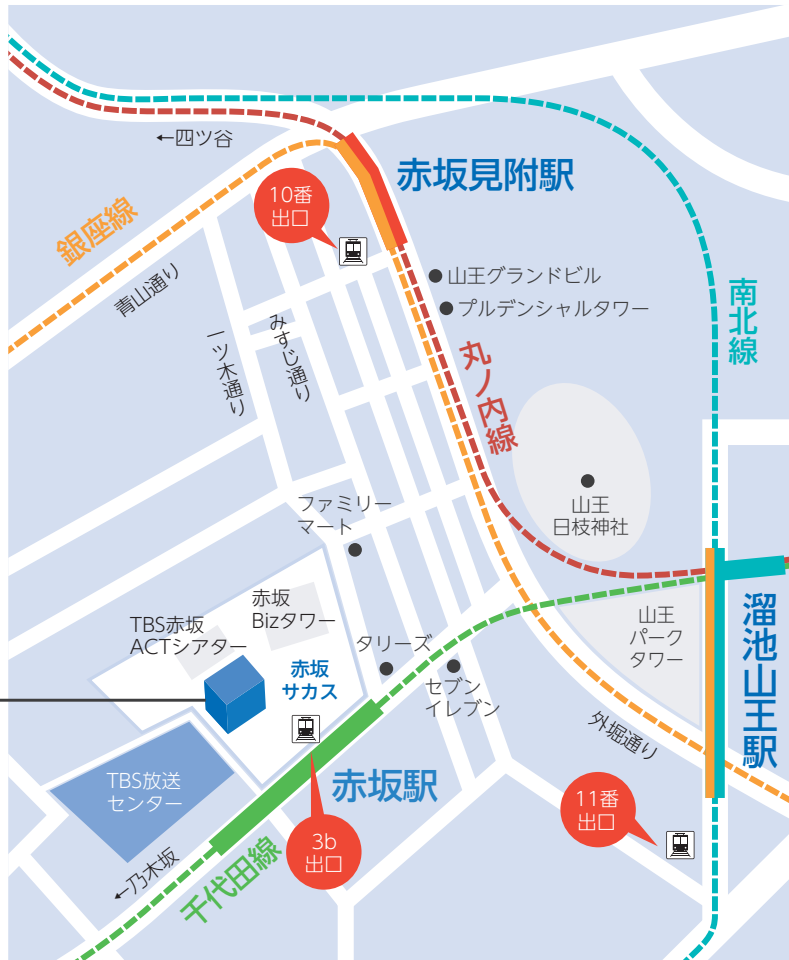 ←四ツ谷
赤坂見附駅
10番
出口
銀座線
青山通り
山王グランドビル
プルデンシャルタワー
南北線
一ツ木通り
みすじ通り
丸ノ内線
山王
日枝神社
ファミリー
マート
赤坂
Bizタワー
TBS赤坂
ACTシアター
赤坂
サカス
タリーズ
セブン
イレブン
山王
パーク
タワー
溜池山王駅
外堀通り
TBS放送
センター
赤坂駅
11番
出口
3b
出口
←乃木坂
千代田線